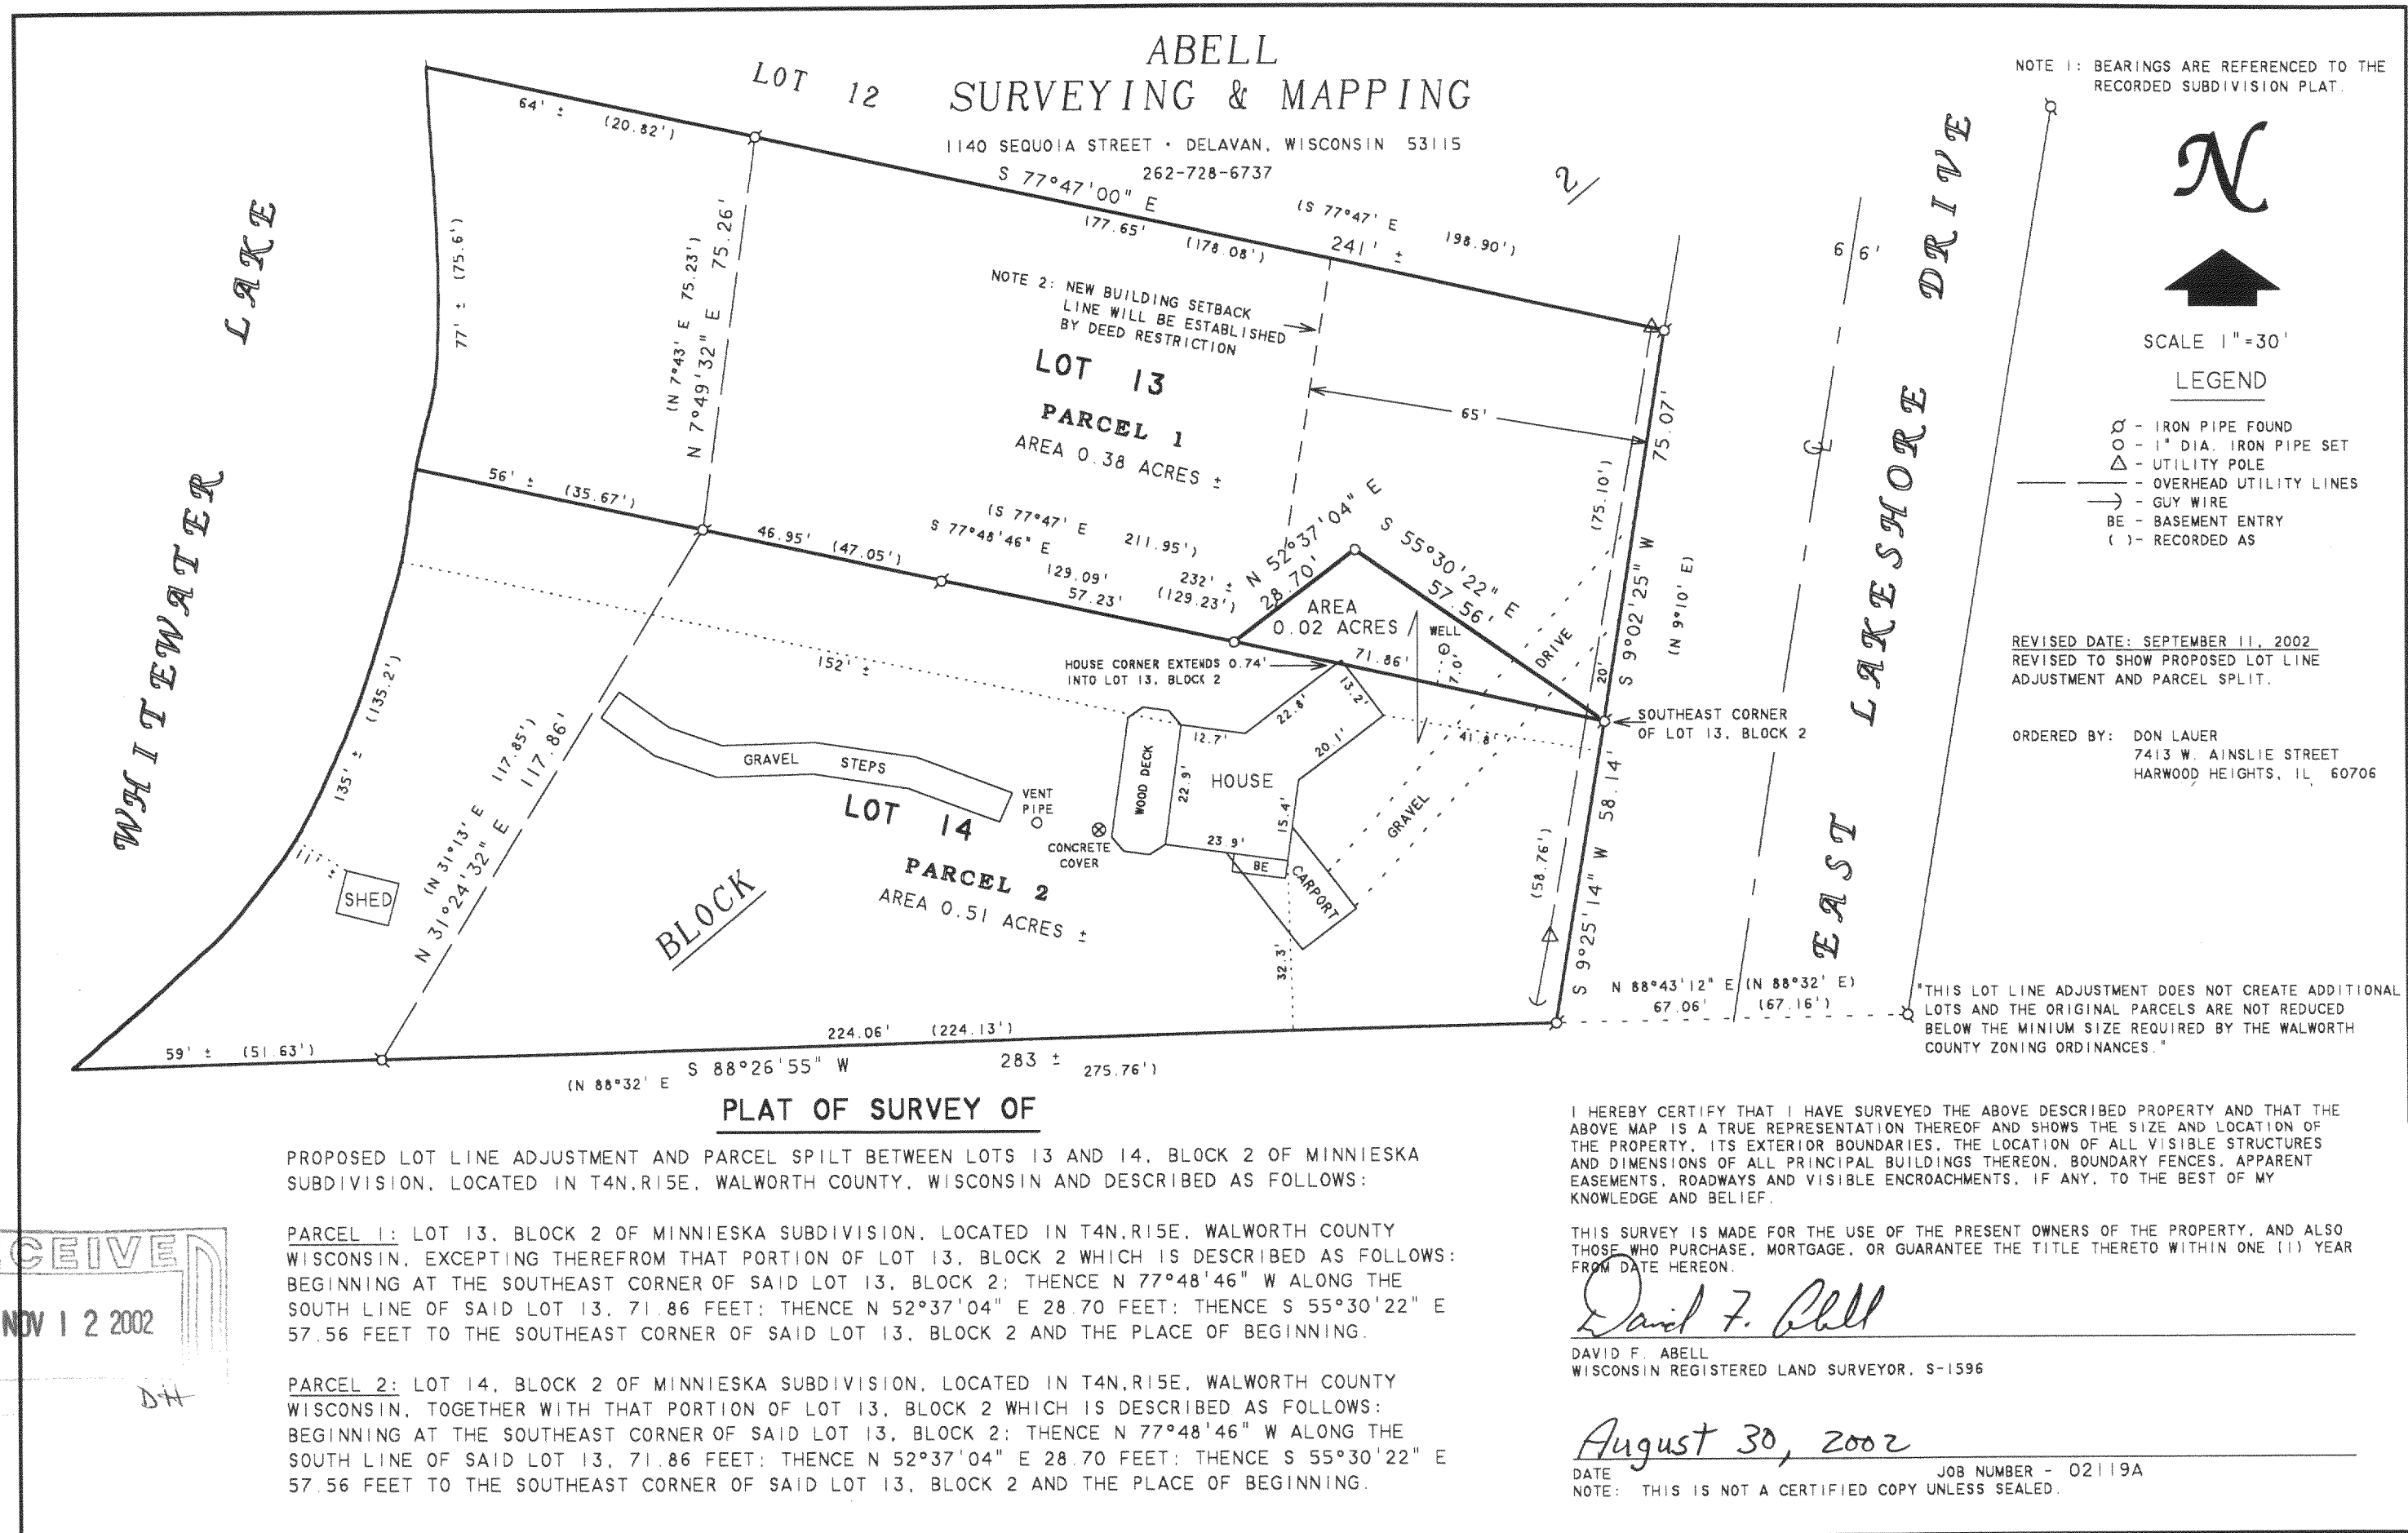 ABELL
SURVEYING & MAPPING
1140 SEQUOIA STREET • DELAVAN, WISCONSIN 53115
262-728-6737
NOTE 1: BEARINGS ARE REFERENCED TO THE
RECORDED SUBDIVISION PLAT.
N
SCALE 1"=30'
LEGEND
- IRON PIPE FOUND
- 1" DIA. IRON PIPE SET
- UTILITY POLE
- OVERHEAD UTILITY LINES
- GUY WIRE
BE - BASEMENT ENTRY
( )- RECORDED AS
REVISED DATE: SEPTEMBER 11, 2002
REVISED TO SHOW PROPOSED LOT LINE
ADJUSTMENT AND PARCEL SPLIT.
ORDERED BY: DON LAUER
7413 W. AINSLIE STREET
HARWOOD HEIGHTS, IL 60706
"THIS LOT LINE ADJUSTMENT DOES NOT CREATE ADDITIONAL
LOTS AND THE ORIGINAL PARCELS ARE NOT REDUCED
BELOW THE MINIUM SIZE REQUIRED BY THE WALWORTH
COUNTY ZONING ORDINANCES."
LOT 12
64' ± (20.82')
S 77°47'00" E
177.65' (178.08')
(S 77°47' E 198.90')
241' ±
2/
WHITEWATER LAKE
77' ± (75.6')
(N 7°43' E 75.23')
N 7°49'32" E 75.26'
NOTE 2: NEW BUILDING SETBACK
LINE WILL BE ESTABLISHED
BY DEED RESTRICTION
LOT 13
PARCEL 1
AREA 0.38 ACRES ±
65'
75.07'
(75.10')
S 9°02'25" W
(N 9°10' E)
20'
66'
EAST LAKESHORE DRIVE
56' ± (35.67')
46.95' (47.05')
(S 77°47' E 211.95')
S 77°48'46" E
129.09' 232' ±
57.23' (129.23')
N 52°37'04" E
28.70'
S 55°30'22" E
57.56'
AREA
0.02 ACRES
WELL
7.0'
71.86'
DRIVE
HOUSE CORNER EXTENDS 0.74'
INTO LOT 13, BLOCK 2
SOUTHEAST CORNER
OF LOT 13, BLOCK 2
152' ±
135' ± (135.2')
(N 31°13' E 117.85')
N 31°24'32" E 117.86'
11' ±
SHED
GRAVEL STEPS
VENT
PIPE
CONCRETE
COVER
WOOD DECK
HOUSE
12.7'
22.8'
13.2'
20.1'
22.9'
15.4'
23.9'
BE
CARPORT
GRAVEL
41.8'
32.3'
LOT 14
PARCEL 2
AREA 0.51 ACRES ±
BLOCK
(58.76')
S 9°25'14" W 58.14'
N 88°43'12" E (N 88°32' E)
67.06' (67.16')
59' ± (51.63')
224.06' (224.13')
S 88°26'55" W 283 ±
(N 88°32' E 275.76')
PLAT OF SURVEY OF
PROPOSED LOT LINE ADJUSTMENT AND PARCEL SPILT BETWEEN LOTS 13 AND 14, BLOCK 2 OF MINNIESKA
SUBDIVISION, LOCATED IN T4N,R15E, WALWORTH COUNTY, WISCONSIN AND DESCRIBED AS FOLLOWS:
PARCEL 1: LOT 13, BLOCK 2 OF MINNIESKA SUBDIVISION, LOCATED IN T4N,R15E, WALWORTH COUNTY
WISCONSIN, EXCEPTING THEREFROM THAT PORTION OF LOT 13, BLOCK 2 WHICH IS DESCRIBED AS FOLLOWS:
BEGINNING AT THE SOUTHEAST CORNER OF SAID LOT 13, BLOCK 2; THENCE N 77°48'46" W ALONG THE
SOUTH LINE OF SAID LOT 13, 71.86 FEET; THENCE N 52°37'04" E 28.70 FEET; THENCE S 55°30'22" E
57.56 FEET TO THE SOUTHEAST CORNER OF SAID LOT 13, BLOCK 2 AND THE PLACE OF BEGINNING.
PARCEL 2: LOT 14, BLOCK 2 OF MINNIESKA SUBDIVISION, LOCATED IN T4N,R15E, WALWORTH COUNTY
WISCONSIN, TOGETHER WITH THAT PORTION OF LOT 13, BLOCK 2 WHICH IS DESCRIBED AS FOLLOWS:
BEGINNING AT THE SOUTHEAST CORNER OF SAID LOT 13, BLOCK 2; THENCE N 77°48'46" W ALONG THE
SOUTH LINE OF SAID LOT 13, 71.86 FEET; THENCE N 52°37'04" E 28.70 FEET; THENCE S 55°30'22" E
57.56 FEET TO THE SOUTHEAST CORNER OF SAID LOT 13, BLOCK 2 AND THE PLACE OF BEGINNING.
CEIVED
NOV 12 2002
DH
I HEREBY CERTIFY THAT I HAVE SURVEYED THE ABOVE DESCRIBED PROPERTY AND THAT THE
ABOVE MAP IS A TRUE REPRESENTATION THEREOF AND SHOWS THE SIZE AND LOCATION OF
THE PROPERTY, ITS EXTERIOR BOUNDARIES, THE LOCATION OF ALL VISIBLE STRUCTURES
AND DIMENSIONS OF ALL PRINCIPAL BUILDINGS THEREON, BOUNDARY FENCES, APPARENT
EASEMENTS, ROADWAYS AND VISIBLE ENCROACHMENTS, IF ANY, TO THE BEST OF MY
KNOWLEDGE AND BELIEF.
THIS SURVEY IS MADE FOR THE USE OF THE PRESENT OWNERS OF THE PROPERTY, AND ALSO
THOSE WHO PURCHASE, MORTGAGE, OR GUARANTEE THE TITLE THERETO WITHIN ONE (1) YEAR
FROM DATE HEREON.
David F. Abell
DAVID F. ABELL
WISCONSIN REGISTERED LAND SURVEYOR, S-1596
August 30, 2002
DATE JOB NUMBER - 02119A
NOTE: THIS IS NOT A CERTIFIED COPY UNLESS SEALED.